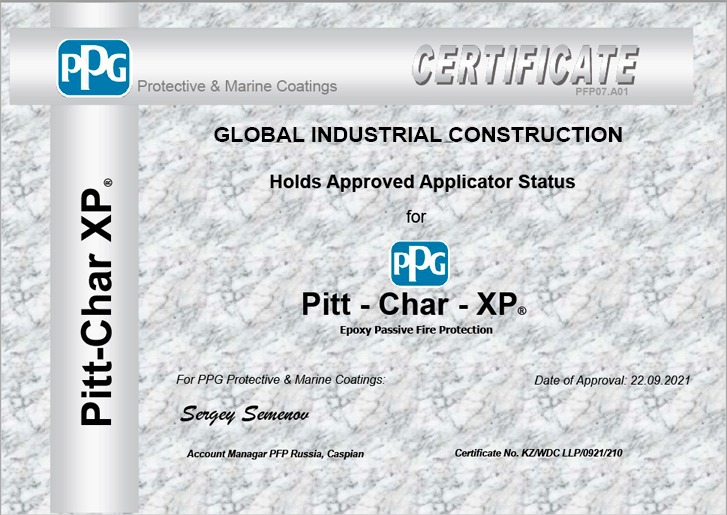 PPG
Protective & Marine Coatings
CERTIFICATE
PFP07.A01
Pitt-Char XP®
GLOBAL INDUSTRIAL CONSTRUCTION
Holds Approved Applicator Status
for
PPG
Pitt - Char - XP®
Epoxy Passive Fire Protection
For PPG Protective & Marine Coatings:
Date of Approval: 22.09.2021
Sergey Semenov
Account Managar PFP Russia, Caspian
Certificate No. KZ/WDC LLP/0921/210